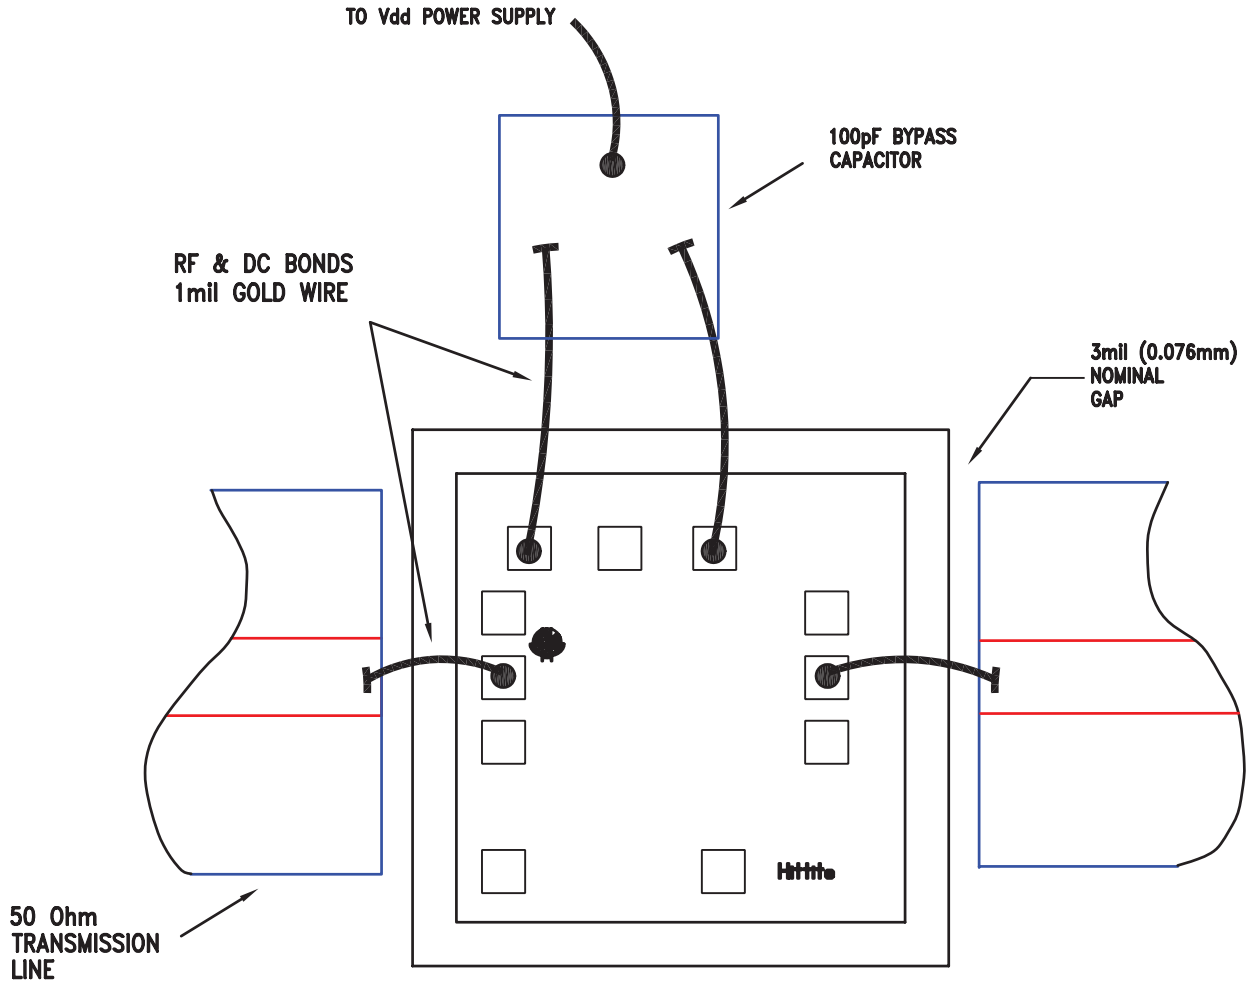 TO Vdd POWER SUPPLY
100pF BYPASS
CAPACITOR
RF & DC BONDS
1mil GOLD WIRE
3mil (0.076mm)
NOMINAL
GAP
Hittite
50 Ohm
TRANSMISSION
LINE